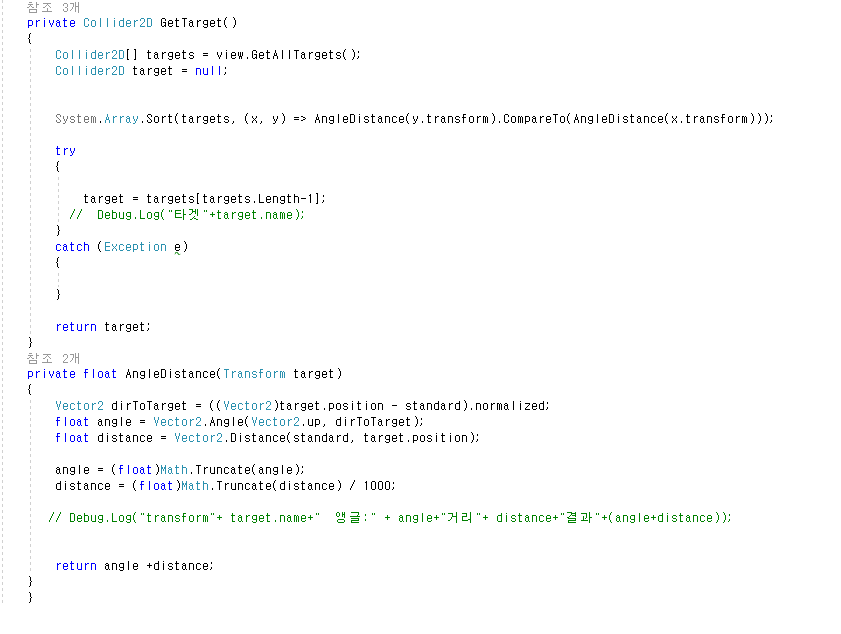 참조 3개
private Collider2D GetTarget()
{
Collider2D[] targets = view.GetAllTargets();
Collider2D target = null;
System.Array.Sort(targets, (x, y) => AngleDistance(y.transform).CompareTo(AngleDistance(x.transform)));
try
{
target = targets[targets.Length-1];
// Debug.Log("타겟"+target.name);
}
catch (Exception e)
{
}
return target;
}
참조 2개
private float AngleDistance(Transform target)
{
Vector2 dirToTarget = ((Vector2)target.position - standard).normalized;
float angle = Vector2.Angle(Vector2.up, dirToTarget);
float distance = Vector2.Distance(standard, target.position);
angle = (float)Math.Truncate(angle);
distance = (float)Math.Truncate(distance) / 1000;
// Debug.Log("transform"+ target.name+" 앵글:" + angle+"거리"+ distance+"결과"+(angle+distance));
return angle +distance;
}
}